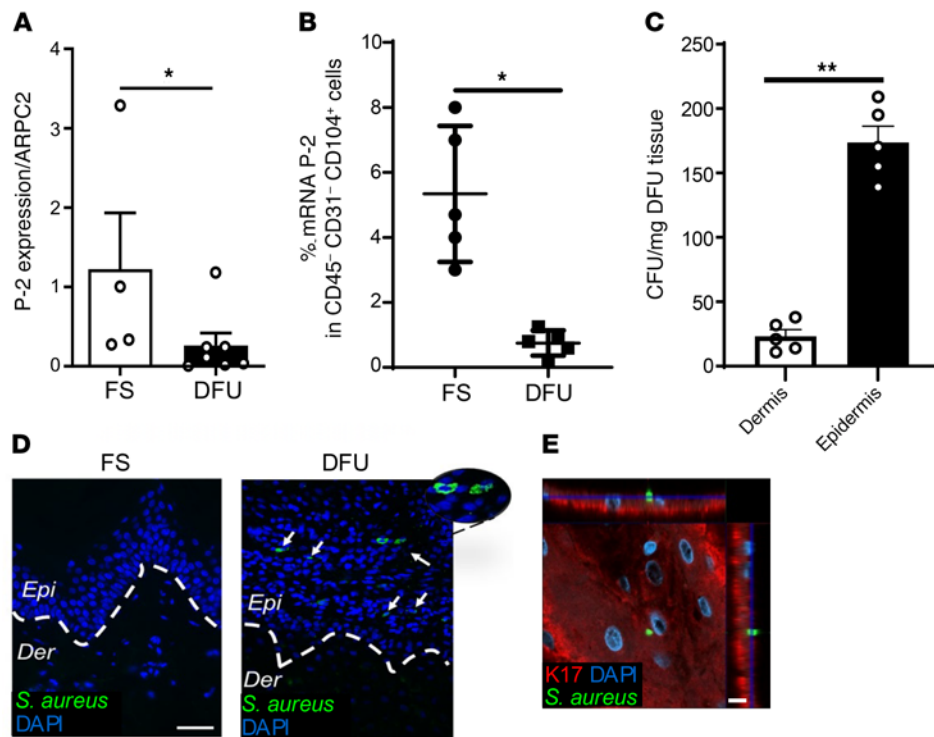 A
P-2 expression/ARPC2
4
3
2
1
0
*
FS
DFU
B
% mRNA P-2
in CD45⁻ CD31⁻ CD104⁺ cells
10
8
6
4
2
0
*
FS
DFU
C
CFU/mg DFU tissue
250
200
150
100
50
0
**
Dermis
Epidermis
D
FS
Epi
Der
S. aureus
DAPI
DFU
Epi
Der
S. aureus
DAPI
E
K17 DAPI
S. aureus